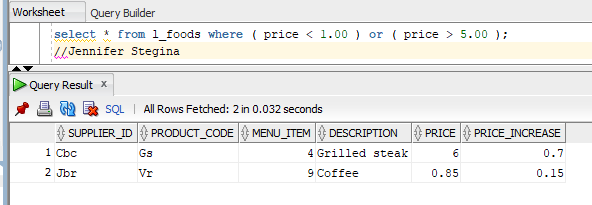 Worksheet Query Builder
select * from l_foods where ( price < 1.00 ) or ( price > 5.00 );
//Jennifer Stegina
Query Result x
SQL | All Rows Fetched: 2 in 0.032 seconds
SUPPLIER_ID PRODUCT_CODE MENU_ITEM DESCRIPTION PRICE PRICE_INCREASE
1 Cbc Gs 4 Grilled steak 6 0.7
2 Jbr Vr 9 Coffee 0.85 0.15